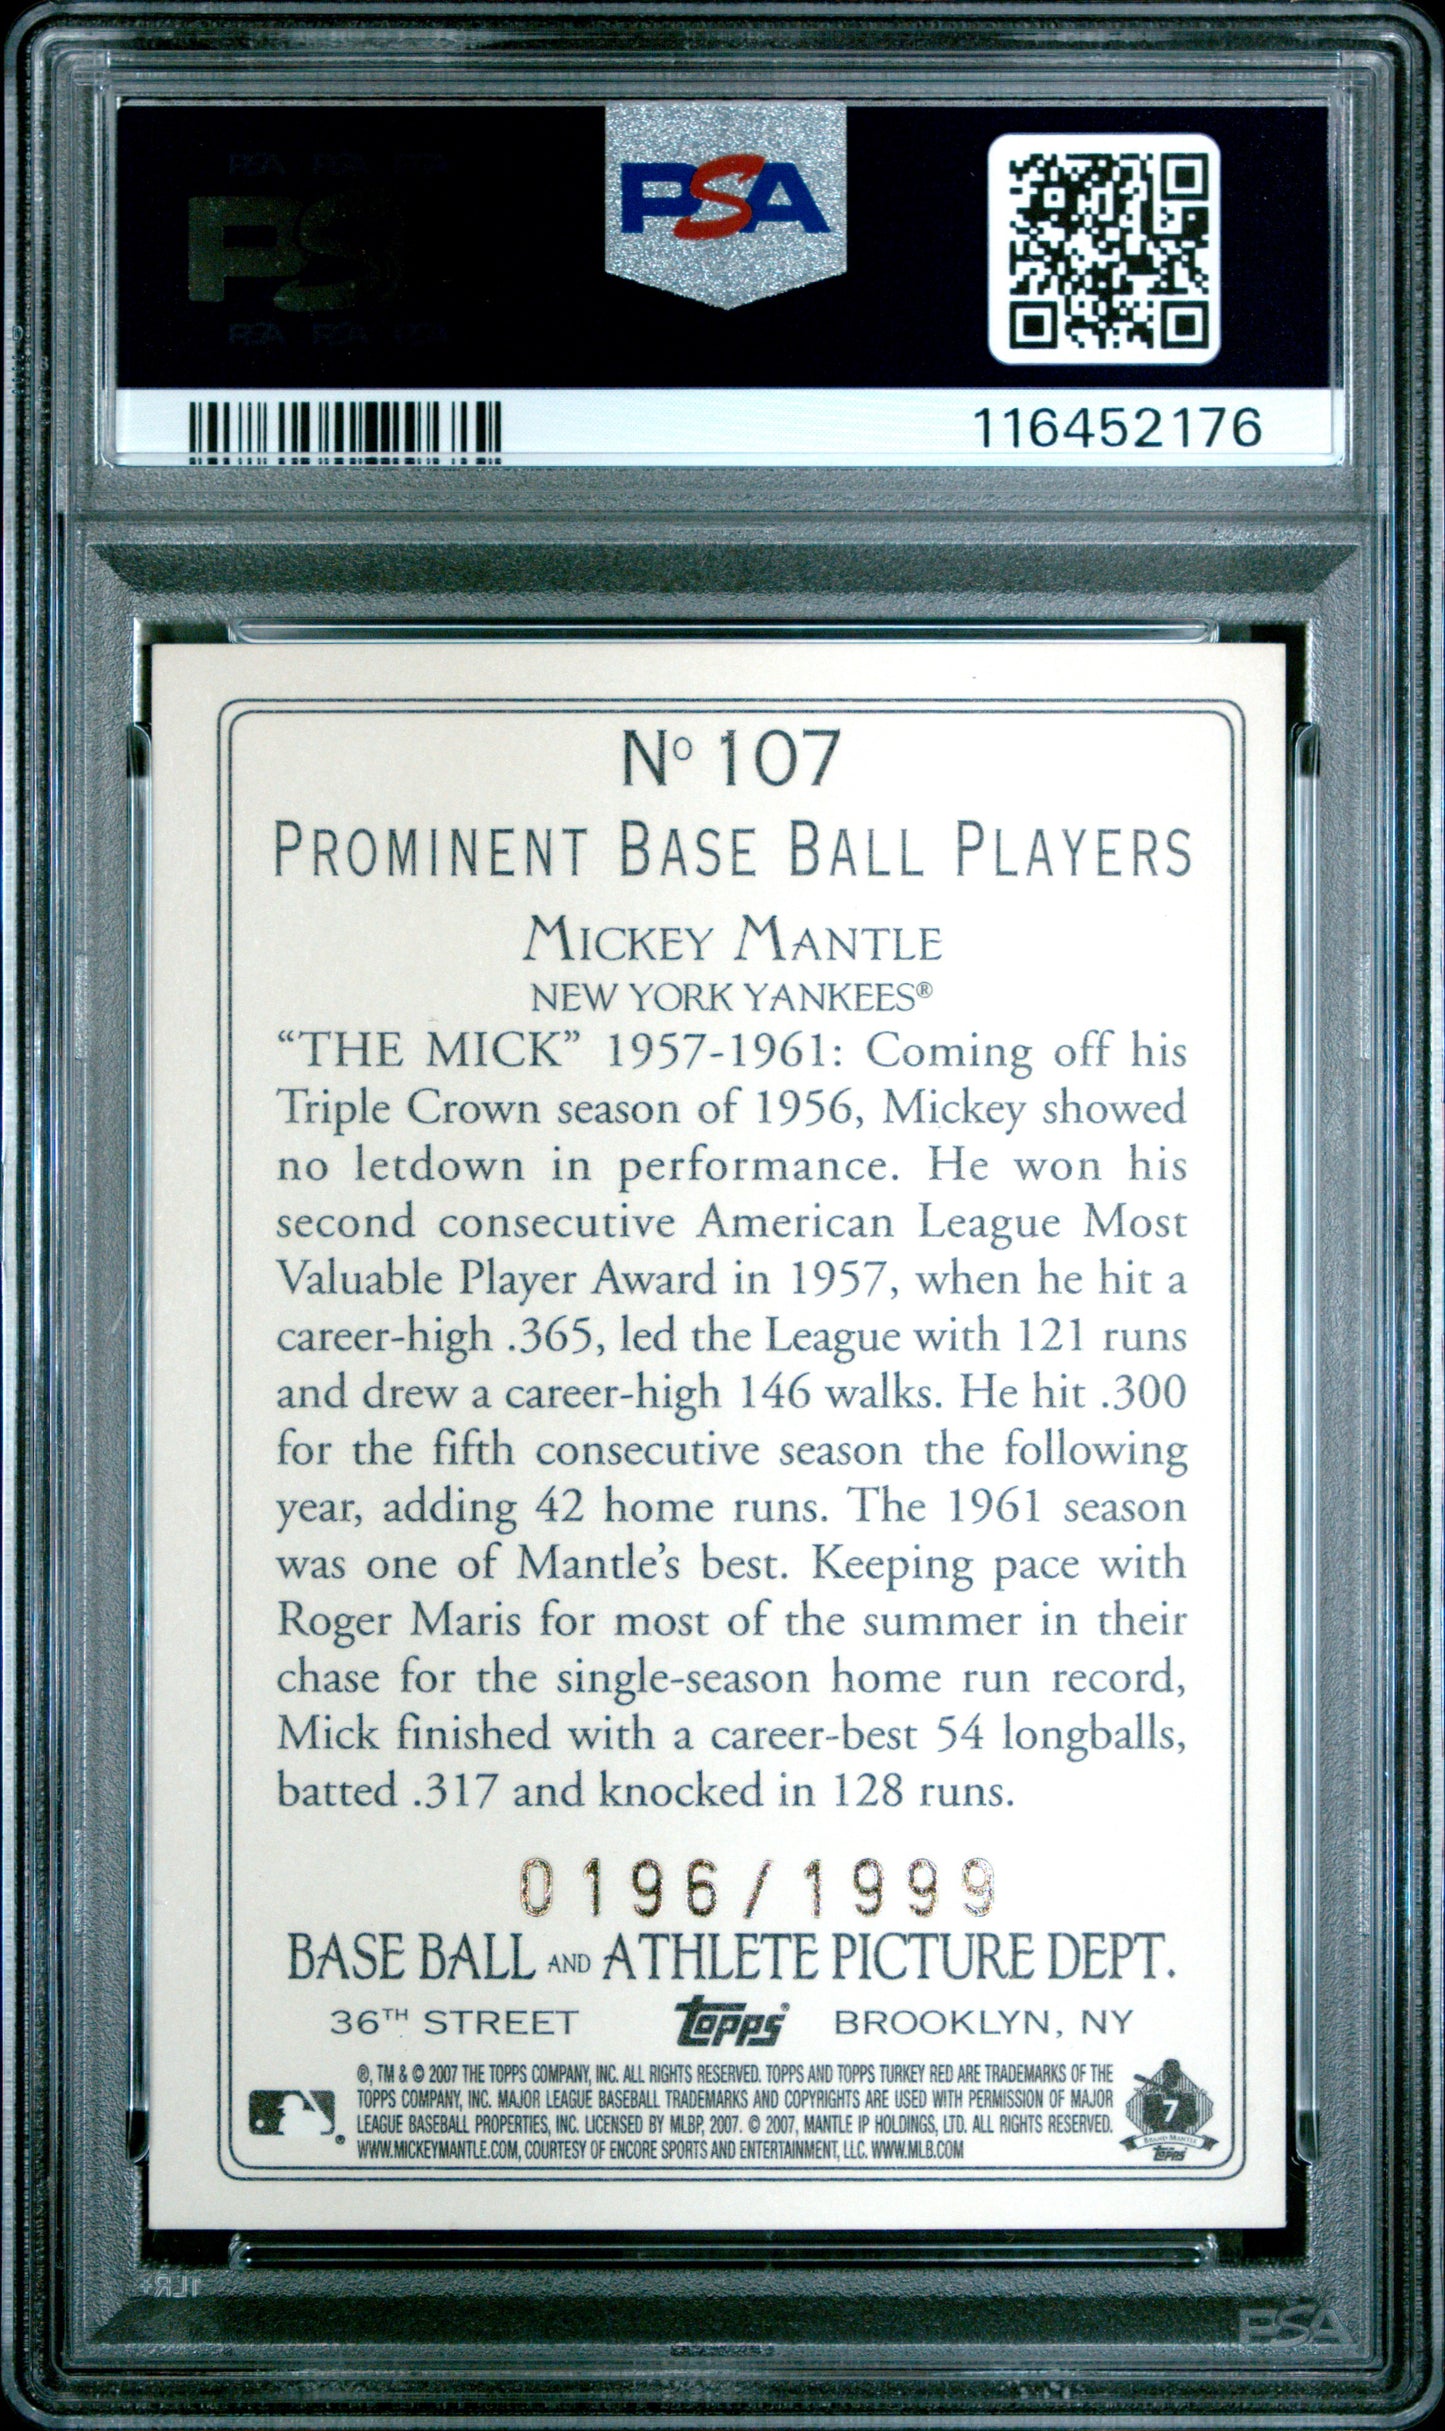 PSA PSA PSA
PSA
PSA
PSA PSA PSA
116452176
Nº 107
PROMINENT BASE BALL PLAYERS
MICKEY MANTLE
NEW YORK YANKEES®
“THE MICK” 1957-1961: Coming off his
Triple Crown season of 1956, Mickey showed
no letdown in performance. He won his
second consecutive American League Most
Valuable Player Award in 1957, when he hit a
career-high .365, led the League with 121 runs
and drew a career-high 146 walks. He hit .300
for the fifth consecutive season the following
year, adding 42 home runs. The 1961 season
was one of Mantle’s best. Keeping pace with
Roger Maris for most of the summer in their
chase for the single-season home run record,
Mick finished with a career-best 54 longballs,
batted .317 and knocked in 128 runs.
0196/1999
BASE BALL AND ATHLETE PICTURE DEPT.
36TH STREET Topps® BROOKLYN, NY
®, TM & © 2007 THE TOPPS COMPANY, INC. ALL RIGHTS RESERVED. TOPPS AND TOPPS TURKEY RED ARE TRADEMARKS OF THE
TOPPS COMPANY, INC. MAJOR LEAGUE BASEBALL TRADEMARKS AND COPYRIGHTS ARE USED WITH PERMISSION OF MAJOR
LEAGUE BASEBALL PROPERTIES, INC. LICENSED BY MLBP, 2007. © 2007, MANTLE IP HOLDINGS, LTD. ALL RIGHTS RESERVED.
WWW.MICKEYMANTLE.COM, COURTESY OF ENCORE SPORTS AND ENTERTAINMENT, LLC. WWW.MLB.COM
7
Topps
PSA